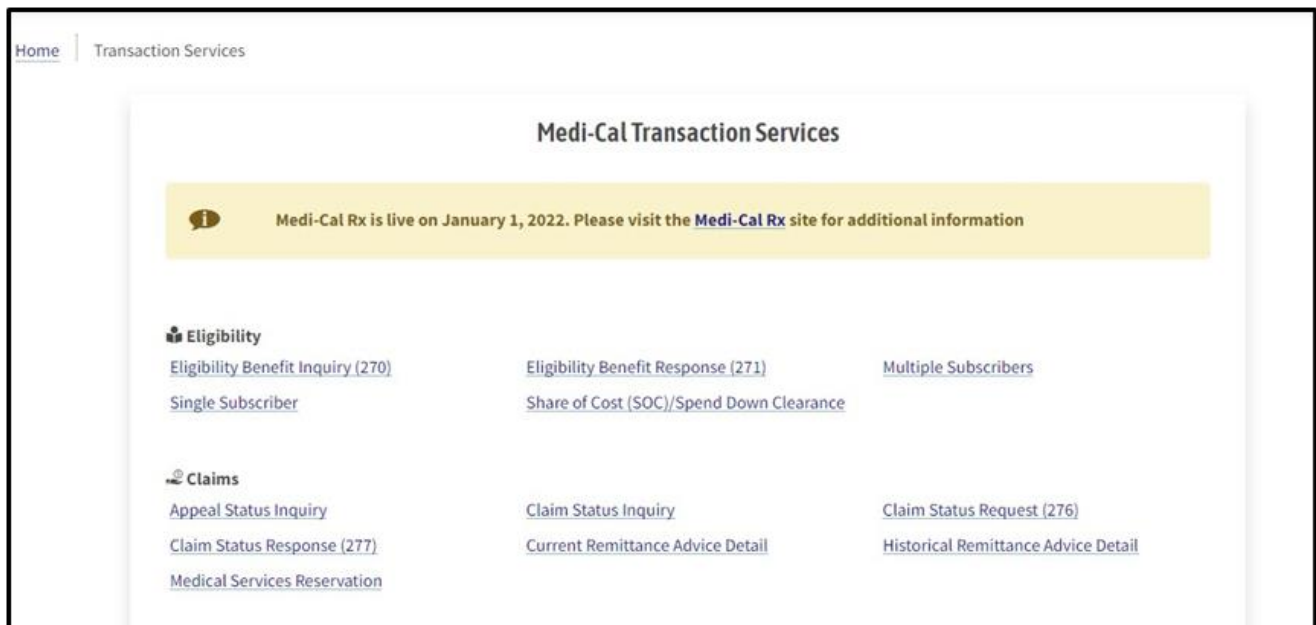 Home Transaction Services
Medi-Cal Transaction Services
Medi-Cal Rx is live on January 1, 2022. Please visit the Medi-Cal Rx site for additional information
Eligibility
Eligibility Benefit Inquiry (270) Eligibility Benefit Response (271) Multiple Subscribers
Single Subscriber Share of Cost (SOC)/Spend Down Clearance
Claims
Appeal Status Inquiry Claim Status Inquiry Claim Status Request (276)
Claim Status Response (277) Current Remittance Advice Detail Historical Remittance Advice Detail
Medical Services Reservation